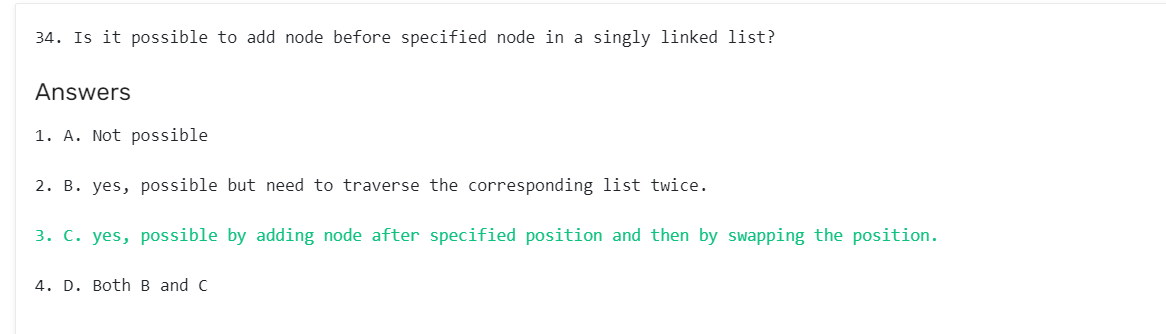 34. Is it possible to add node before specified node in a singly linked list?
Answers
1. A. Not possible
2. B. yes, possible but need to traverse the corresponding list twice.
3. C. yes, possible by adding node after specified position and then by swapping the position.
4. D. Both B and C